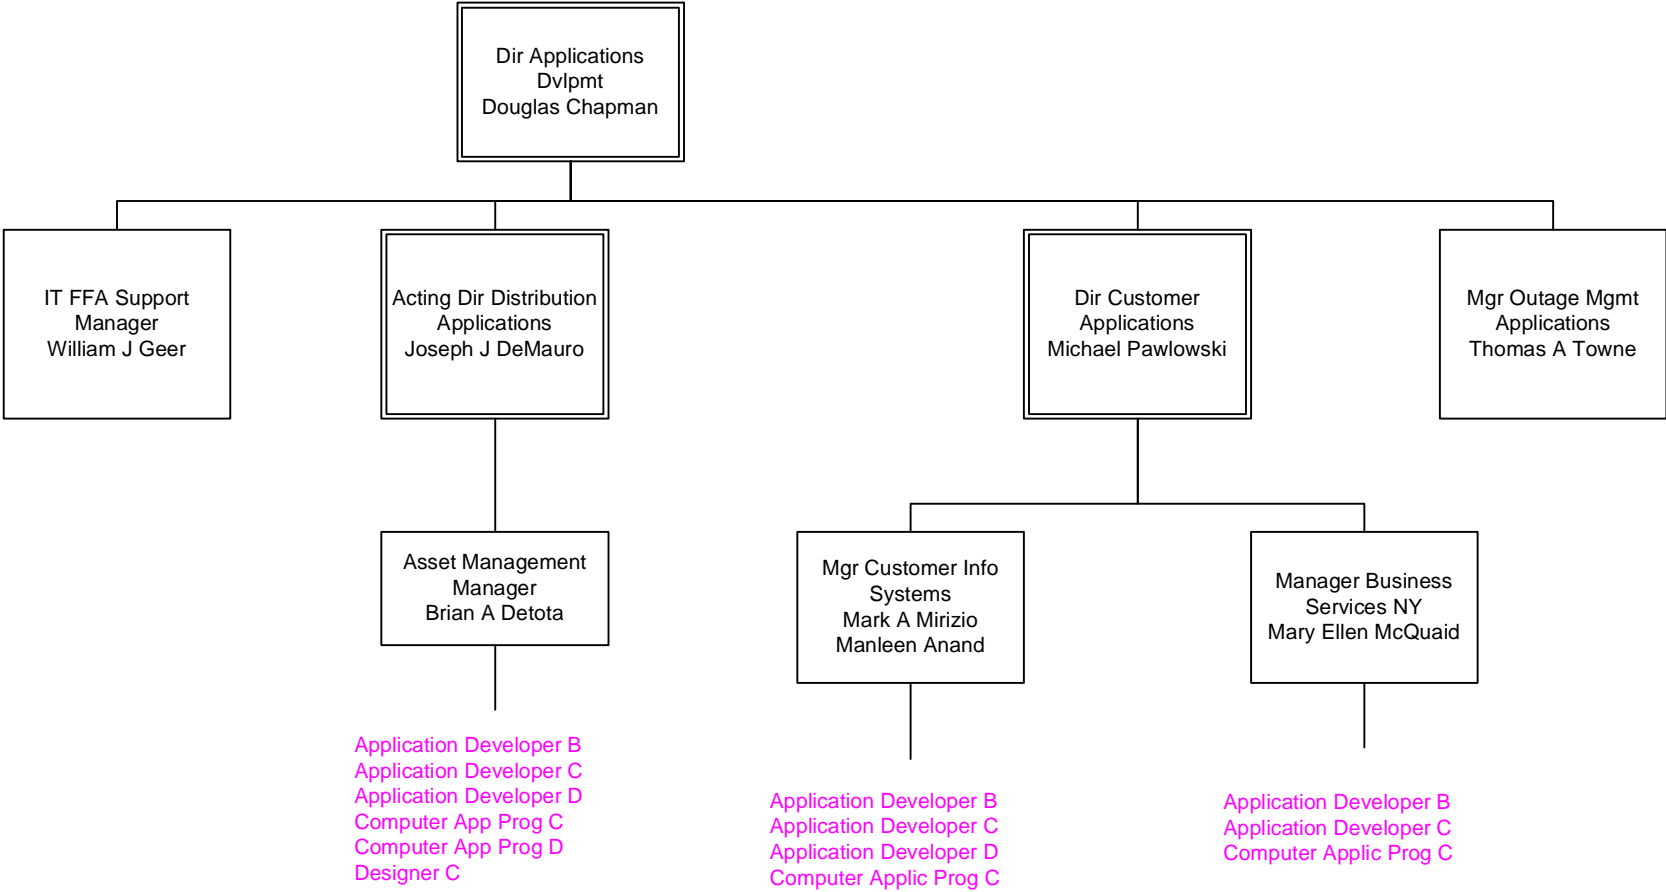 Dir Applications
Dvlpmt
Douglas Chapman
IT FFA Support
Manager
William J Geer
Acting Dir Distribution
Applications
Joseph J DeMauro
Dir Customer
Applications
Michael Pawlowski
Mgr Outage Mgmt
Applications
Thomas A Towne
Asset Management
Manager
Brian A Detota
Mgr Customer Info
Systems
Mark A Mirizio
Manleen Anand
Manager Business
Services NY
Mary Ellen McQuaid
Application Developer B
Application Developer C
Application Developer D
Computer App Prog C
Computer App Prog D
Designer C
Application Developer B
Application Developer C
Application Developer D
Computer Applic Prog C
Application Developer B
Application Developer C
Computer Applic Prog C